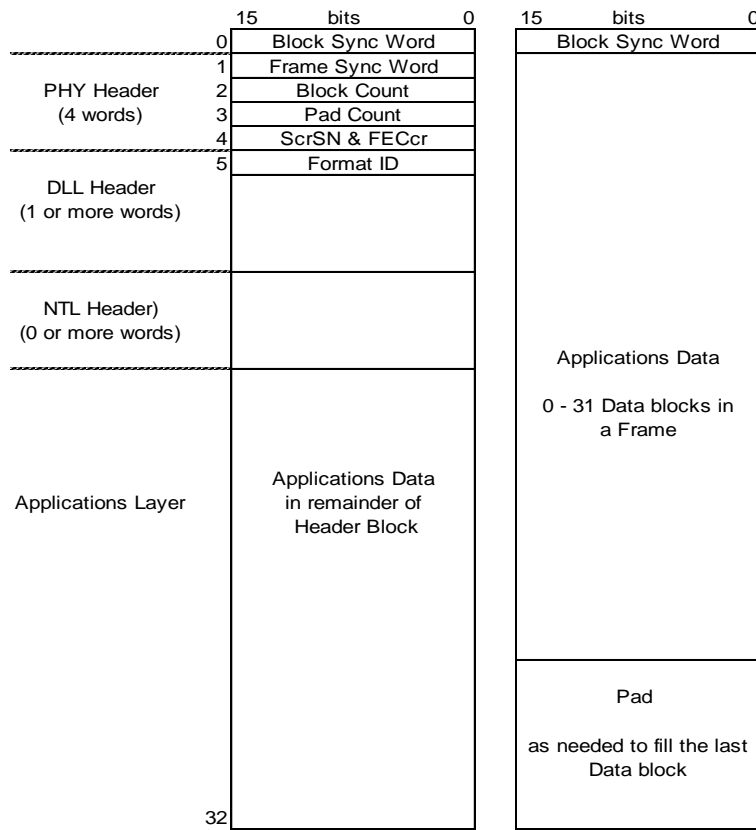 15 bits 0
15 bits 0
0 Block Sync Word
Block Sync Word
1 Frame Sync Word
PHY Header
(4 words)
2 Block Count
3 Pad Count
4 ScrSN & FECcr
5 Format ID
DLL Header
(1 or more words)
NTL Header)
(0 or more words)
Applications Layer
Applications Data
in remainder of
Header Block
32
Applications Data
0 - 31 Data blocks in
a Frame
Pad
as needed to fill the last
Data block